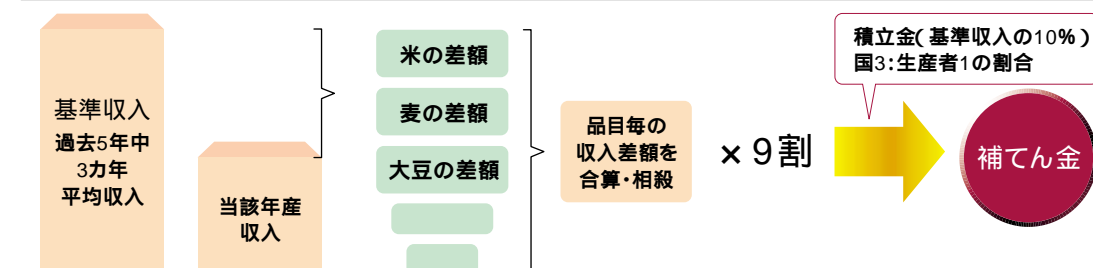 基準収入
過去5年中
3カ年
平均収入
当該年産
収入
米の差額
麦の差額
大豆の差額
品目毎の
収入差額を
合算・相殺
×9割
積立金(基準収入の10%)
国3:生産者1の割合
補てん金